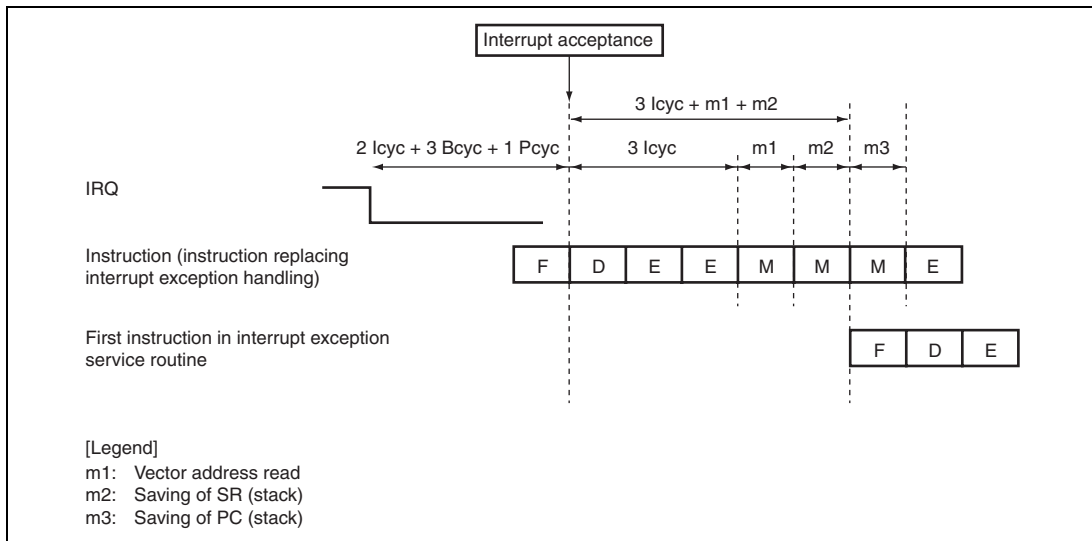 Interrupt acceptance
3 Icyc + m1 + m2
2 Icyc + 3 Bcyc + 1 Pcyc
3 Icyc
m1
m2
m3
IRQ
Instruction (instruction replacing
interrupt exception handling)
F D E E M M M E
First instruction in interrupt exception
service routine
F D E
[Legend]
m1: Vector address read
m2: Saving of SR (stack)
m3: Saving of PC (stack)